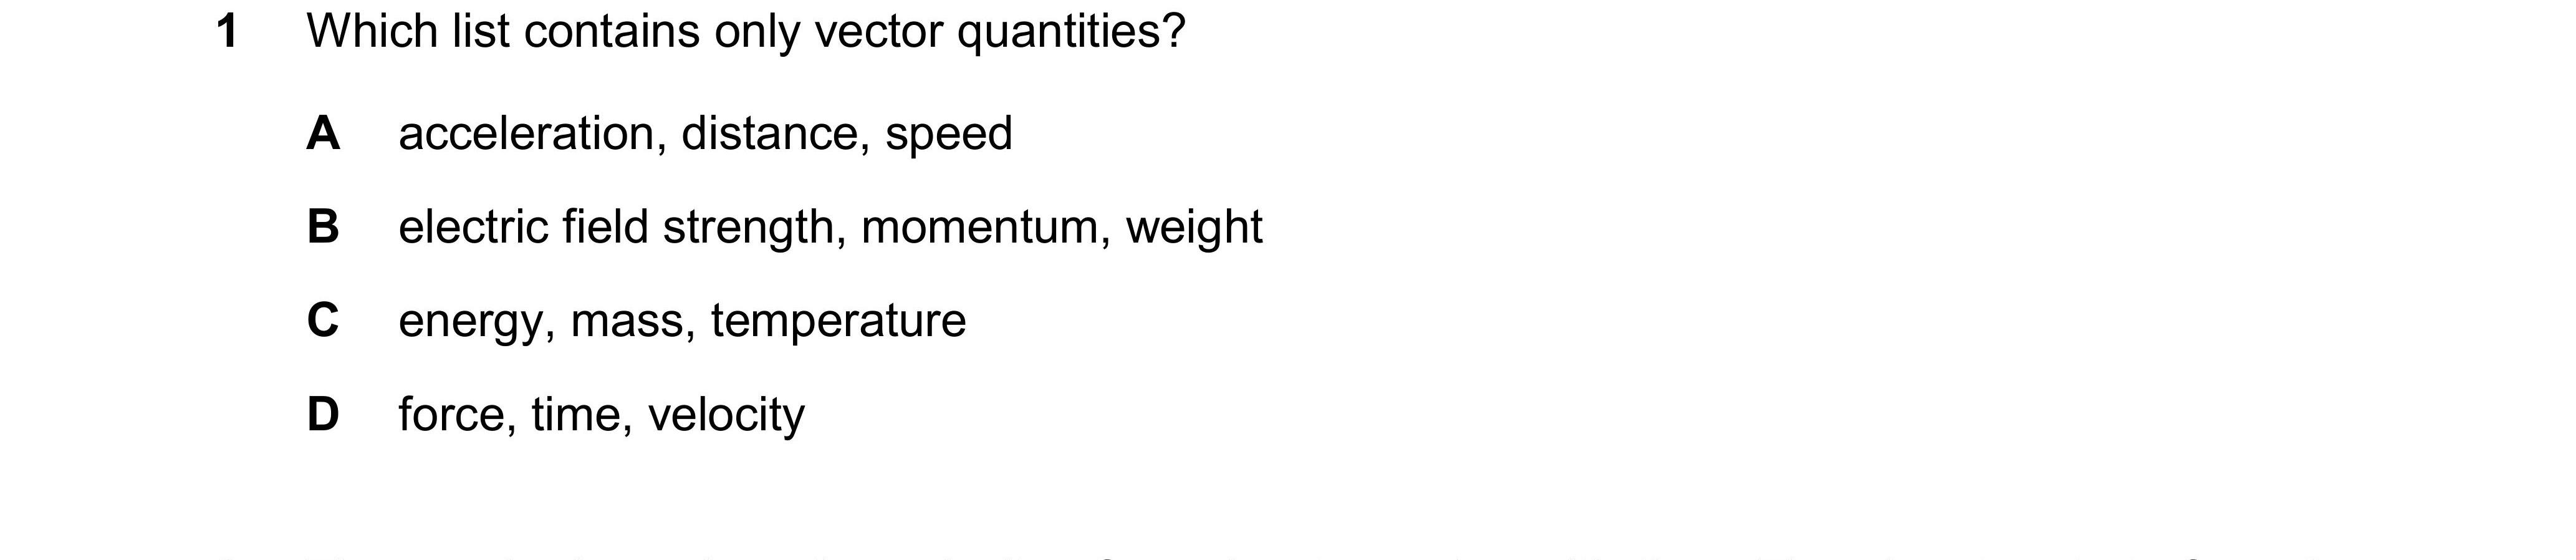 1 Which list contains only vector quantities?
A acceleration, distance, speed
B electric field strength, momentum, weight
C energy, mass, temperature
D force, time, velocity